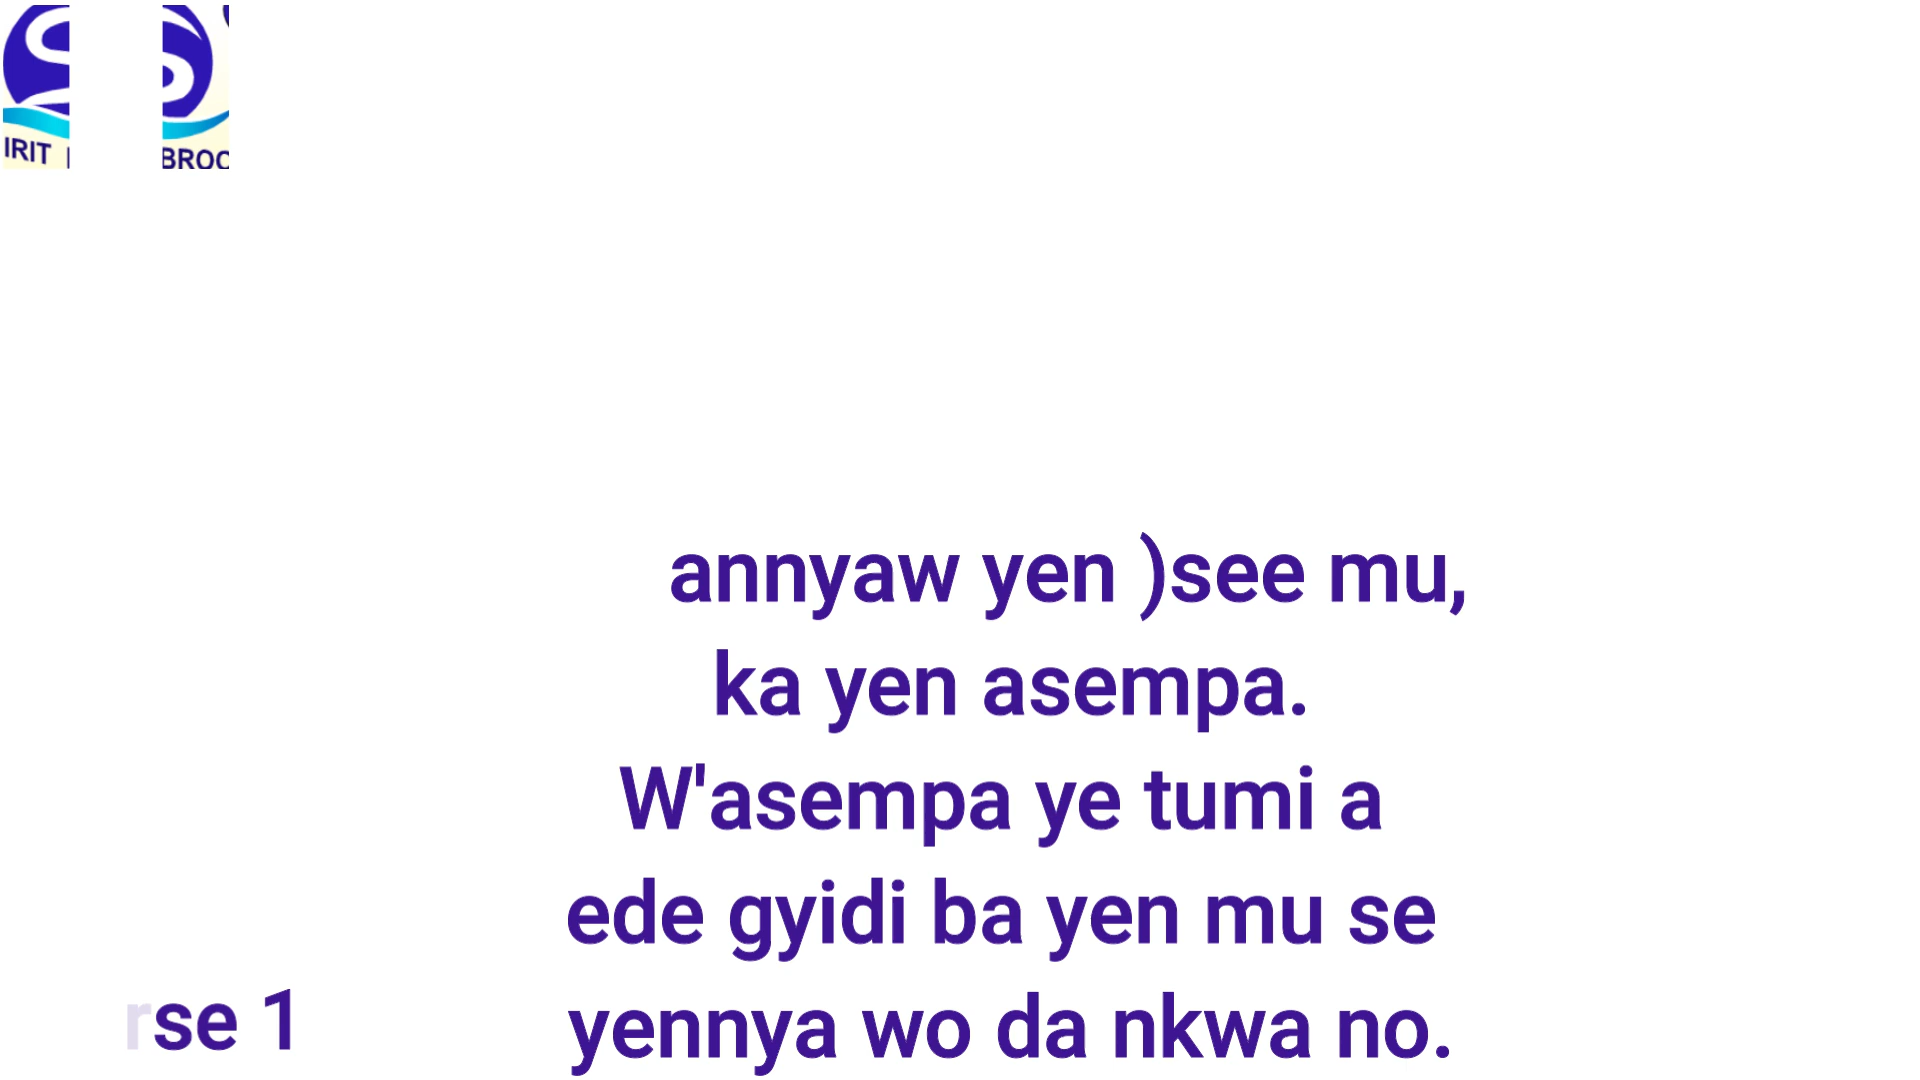 IRIT BROO
annyaw yen )see mu,
ka yen asempa.
W'asempa ye tumi a
ede gyidi ba yen mu se
yennya wo da nkwa no.
rse 1